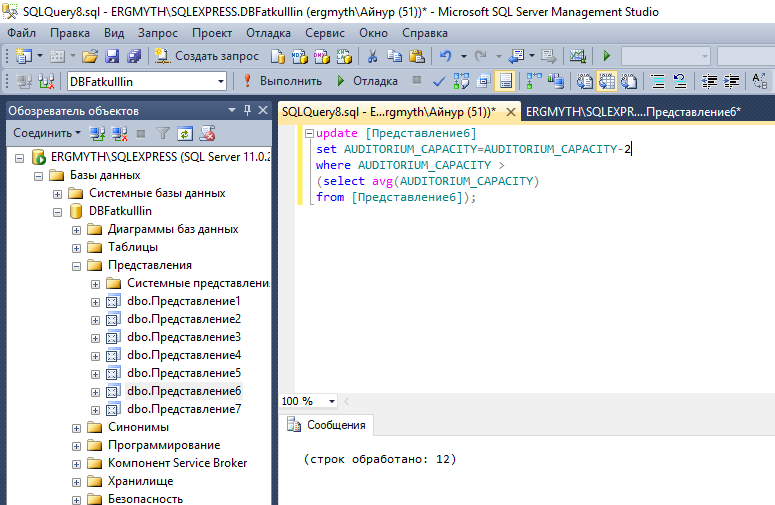 SQLQuery8.sql - ERGMYTH\SQLEXPRESS.DBFatkulllin (ergmyth\Айнур (51))* - Microsoft SQL Server Management Studio
Файл Правка Вид Запрос Проект Отладка Сервис Окно Справка
Создать запрос MDX DMX XMLA
DBFatkulllin Выполнить Отладка
Обозреватель объектов
SQLQuery8.sql - E...rgmyth\Айнур (51))* ERGMYTH\SQLEXPR....Представление6*
Соединить
ERGMYTH\SQLEXPRESS (SQL Server 11.0.2
Базы данных
Системные базы данных
DBFatkulllin
Диаграммы баз данных
Таблицы
Представления
Системные представлени
dbo.Представление1
dbo.Представление2
dbo.Представление3
dbo.Представление4
dbo.Представление5
dbo.Представление6
dbo.Представление7
Синонимы
Программирование
Компонент Service Broker
Хранилище
Безопасность
update [Представление6]
set AUDITORIUM_CAPACITY=AUDITORIUM_CAPACITY-2
where AUDITORIUM_CAPACITY >
(select avg(AUDITORIUM_CAPACITY)
from [Представление6]);
100 %
Сообщения
(строк обработано: 12)